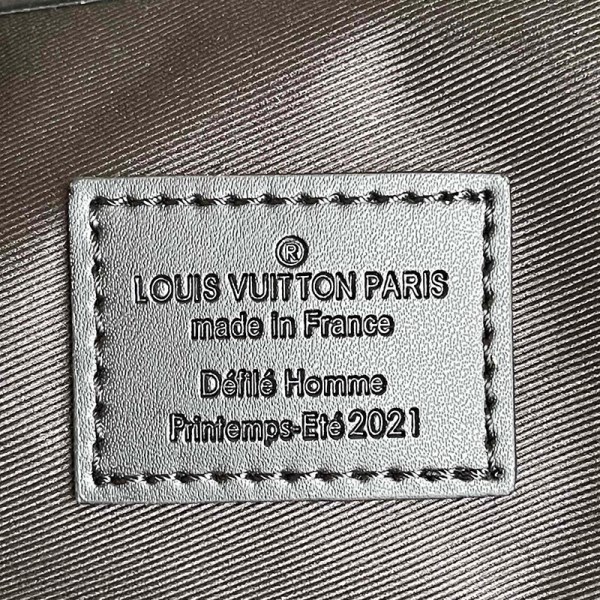 ®
LOUIS VUITTON PARIS
made in France
Défilé Homme
Printemps-Eté 2021